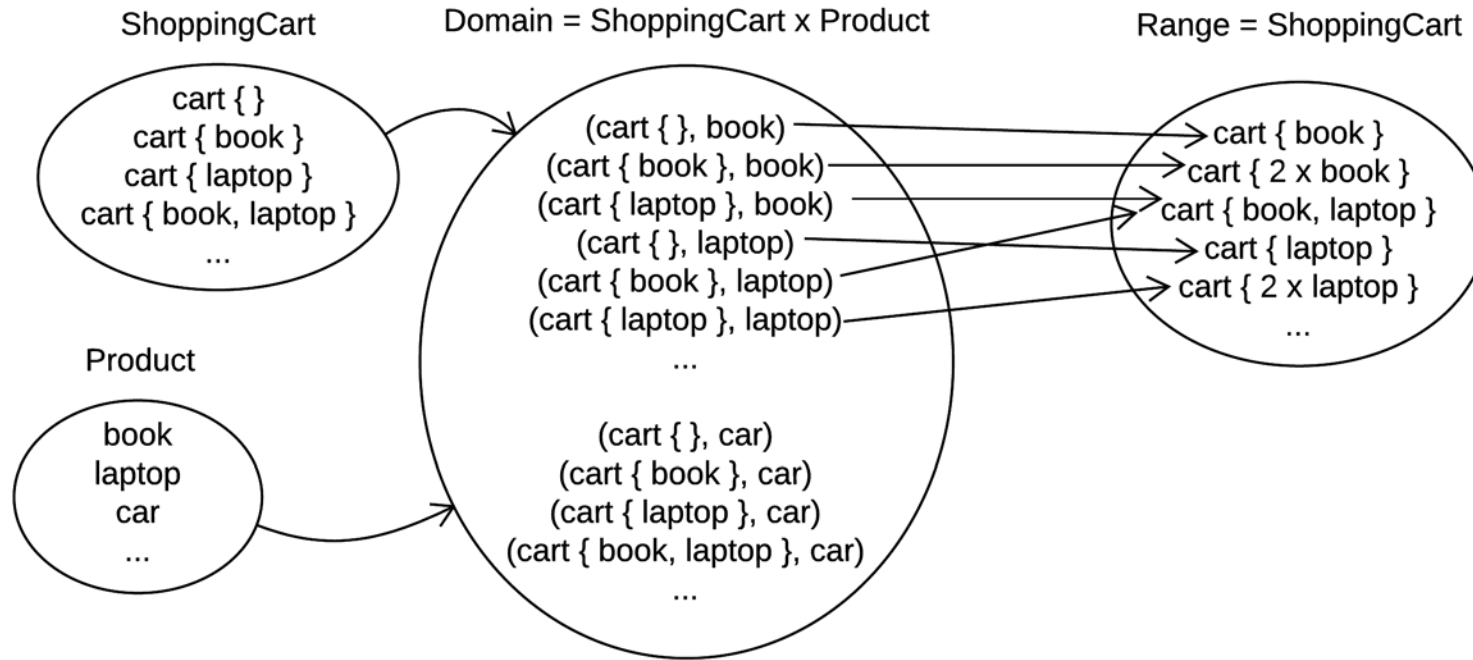 ShoppingCart
cart { }
cart { book }
cart { laptop }
cart { book, laptop }
...
Product
book
laptop
car
...
Domain = ShoppingCart x Product
(cart { }, book)
(cart { book }, book)
(cart { laptop }, book)
(cart { }, laptop)
(cart { book }, laptop)
(cart { laptop }, laptop)
...
(cart { }, car)
(cart { book }, car)
(cart { laptop }, car)
(cart { book, laptop }, car)
...
Range = ShoppingCart
cart { book }
cart { 2 x book }
cart { book, laptop }
cart { laptop }
cart { 2 x laptop }
...